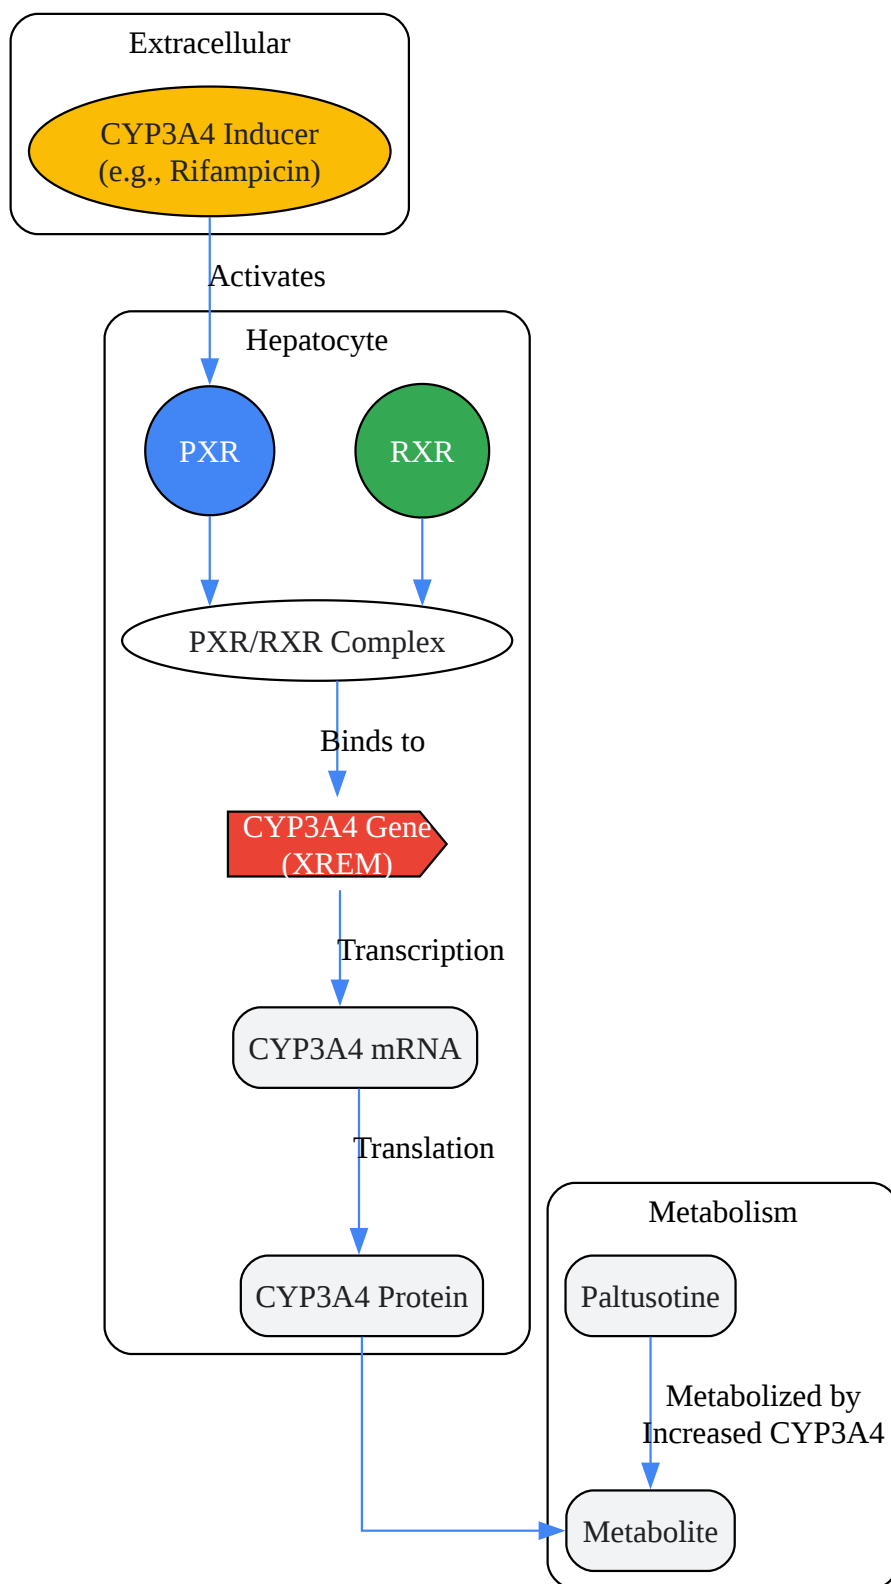 Extracellular
CYP3A4 Inducer
(e.g., Rifampicin)
Activates
Hepatocyte
PXR
RXR
PXR/RXR Complex
Binds to
CYP3A4 Gene
(XREM)
Transcription
CYP3A4 mRNA
Translation
CYP3A4 Protein
Metabolism
Paltusotine
Metabolized by
Increased CYP3A4
Metabolite